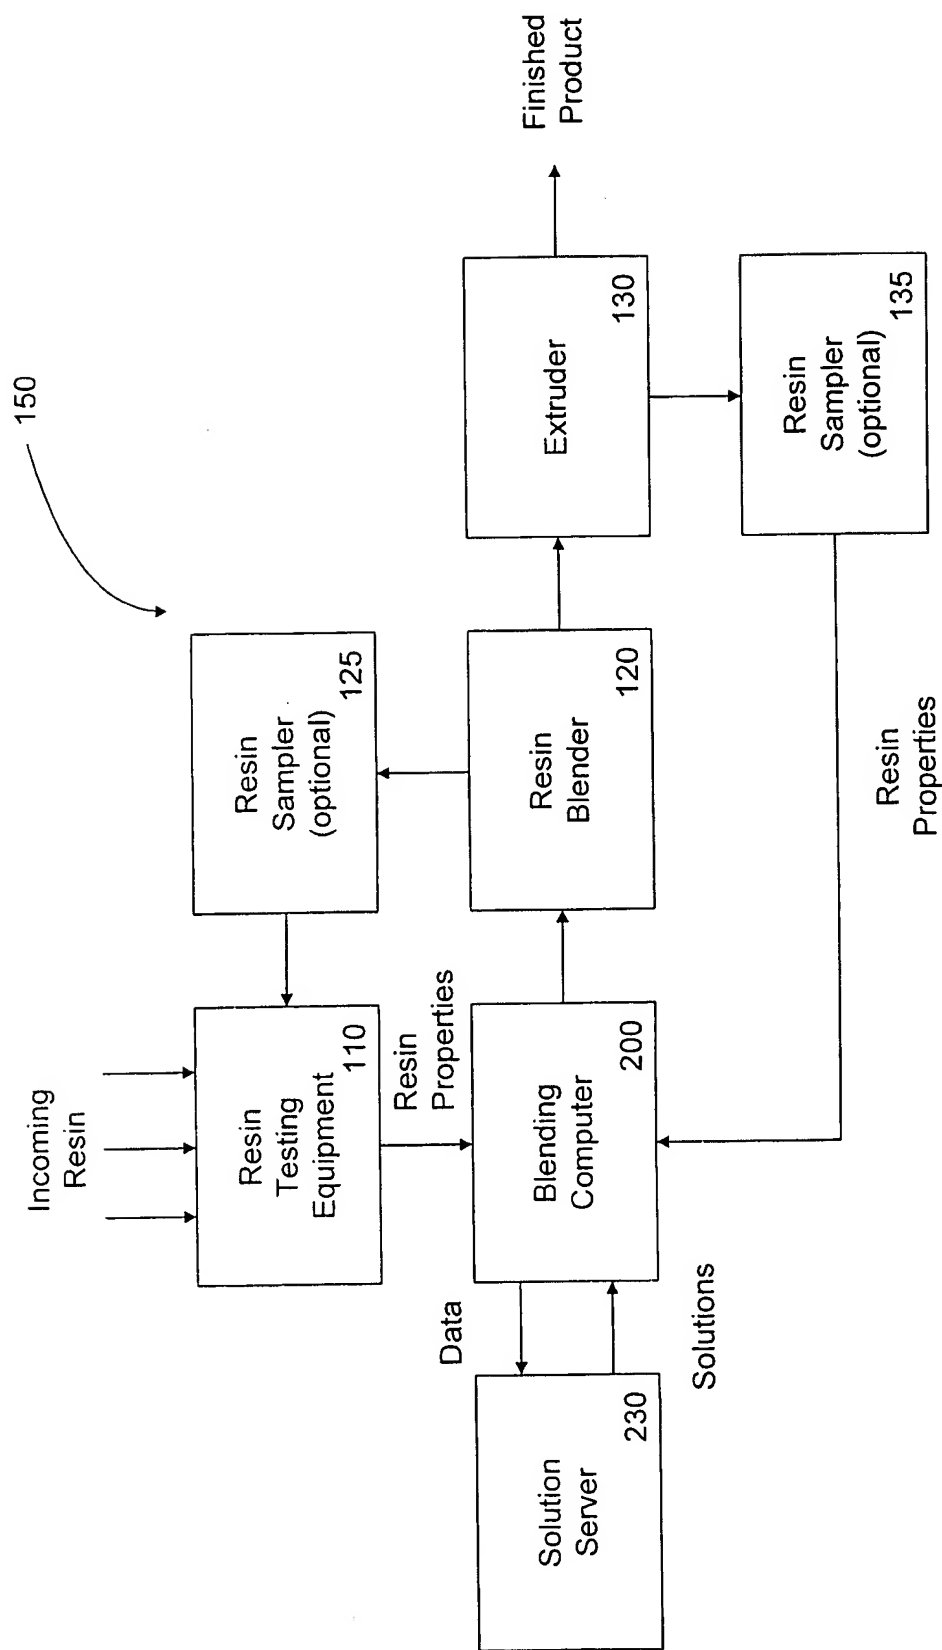 150
Incoming
Resin
Resin
Testing
Equipment
110
Resin
Sampler
(optional)
125
Resin
Properties
Data
Solution
Server
230
Solutions
Blending
Computer
200
Resin
Blender
120
Extruder
130
Finished
Product
Resin
Sampler
(optional)
135
Resin
Properties